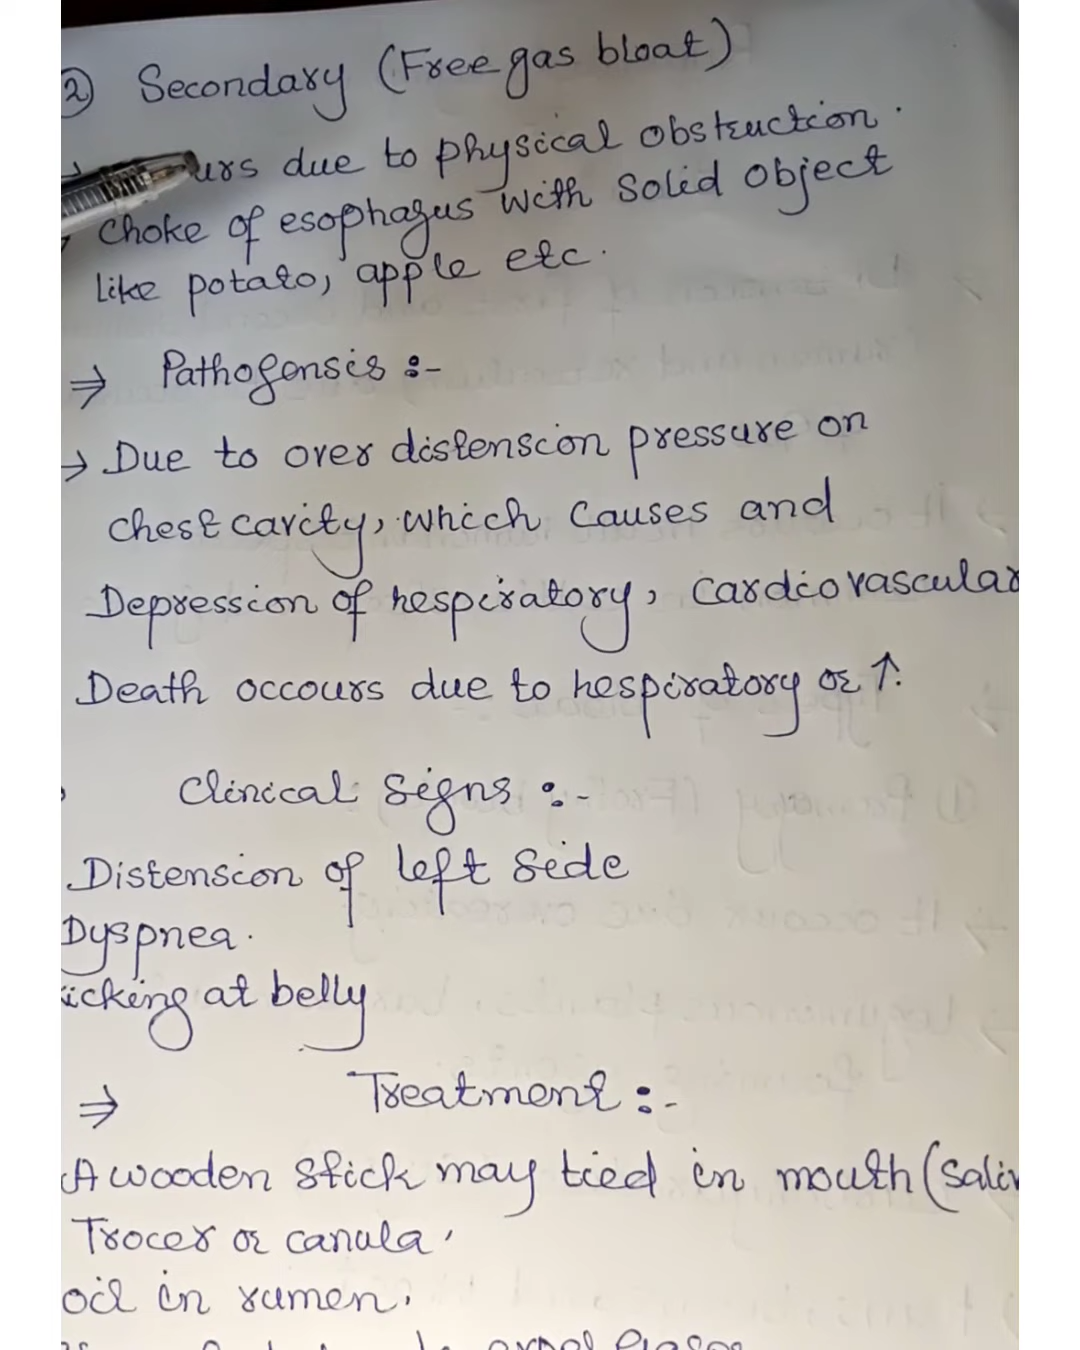 ② Secondary (Free gas bloat)
urs due to physical obstruction.
choke of esophagus with solid object
like potato, apple etc.
⇒ Pathogensis :-
→ Due to over distension pressure on
chest cavity, which causes and
Depression of respiratory, cardiovascular
Death occours due to respiratory or ↑.
Clinical signs :-
Distension of left side
Dyspnea.
icking at belly
⇒ Treatment :-
A wooden stick may tied in mouth (Saliv
Trocer or canula,
oil in rumen.